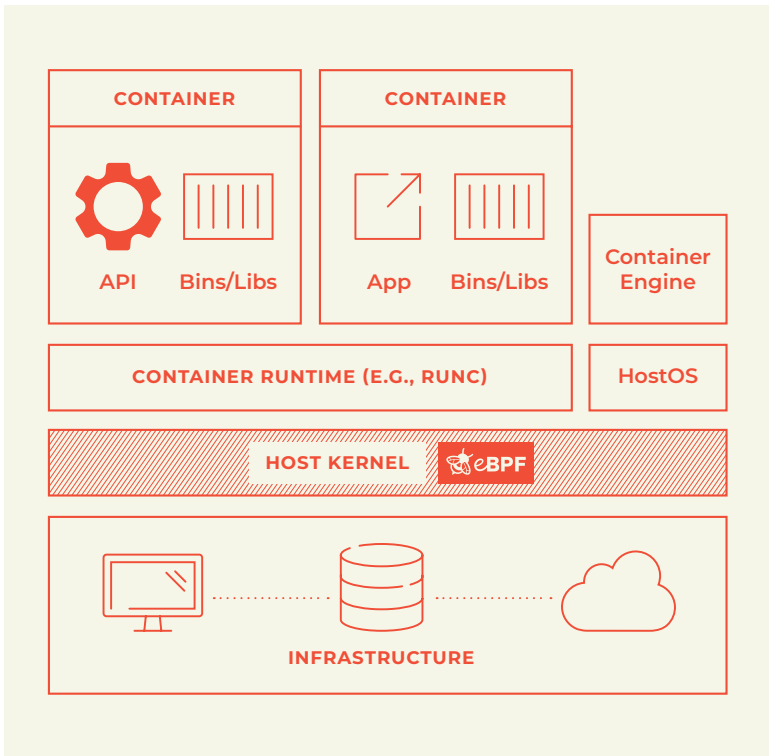 CONTAINER
CONTAINER
API
Bins/Libs
App
Bins/Libs
Container
Engine
CONTAINER RUNTIME (E.G., RUNC)
HostOS
HOST KERNEL
eBPF
INFRASTRUCTURE